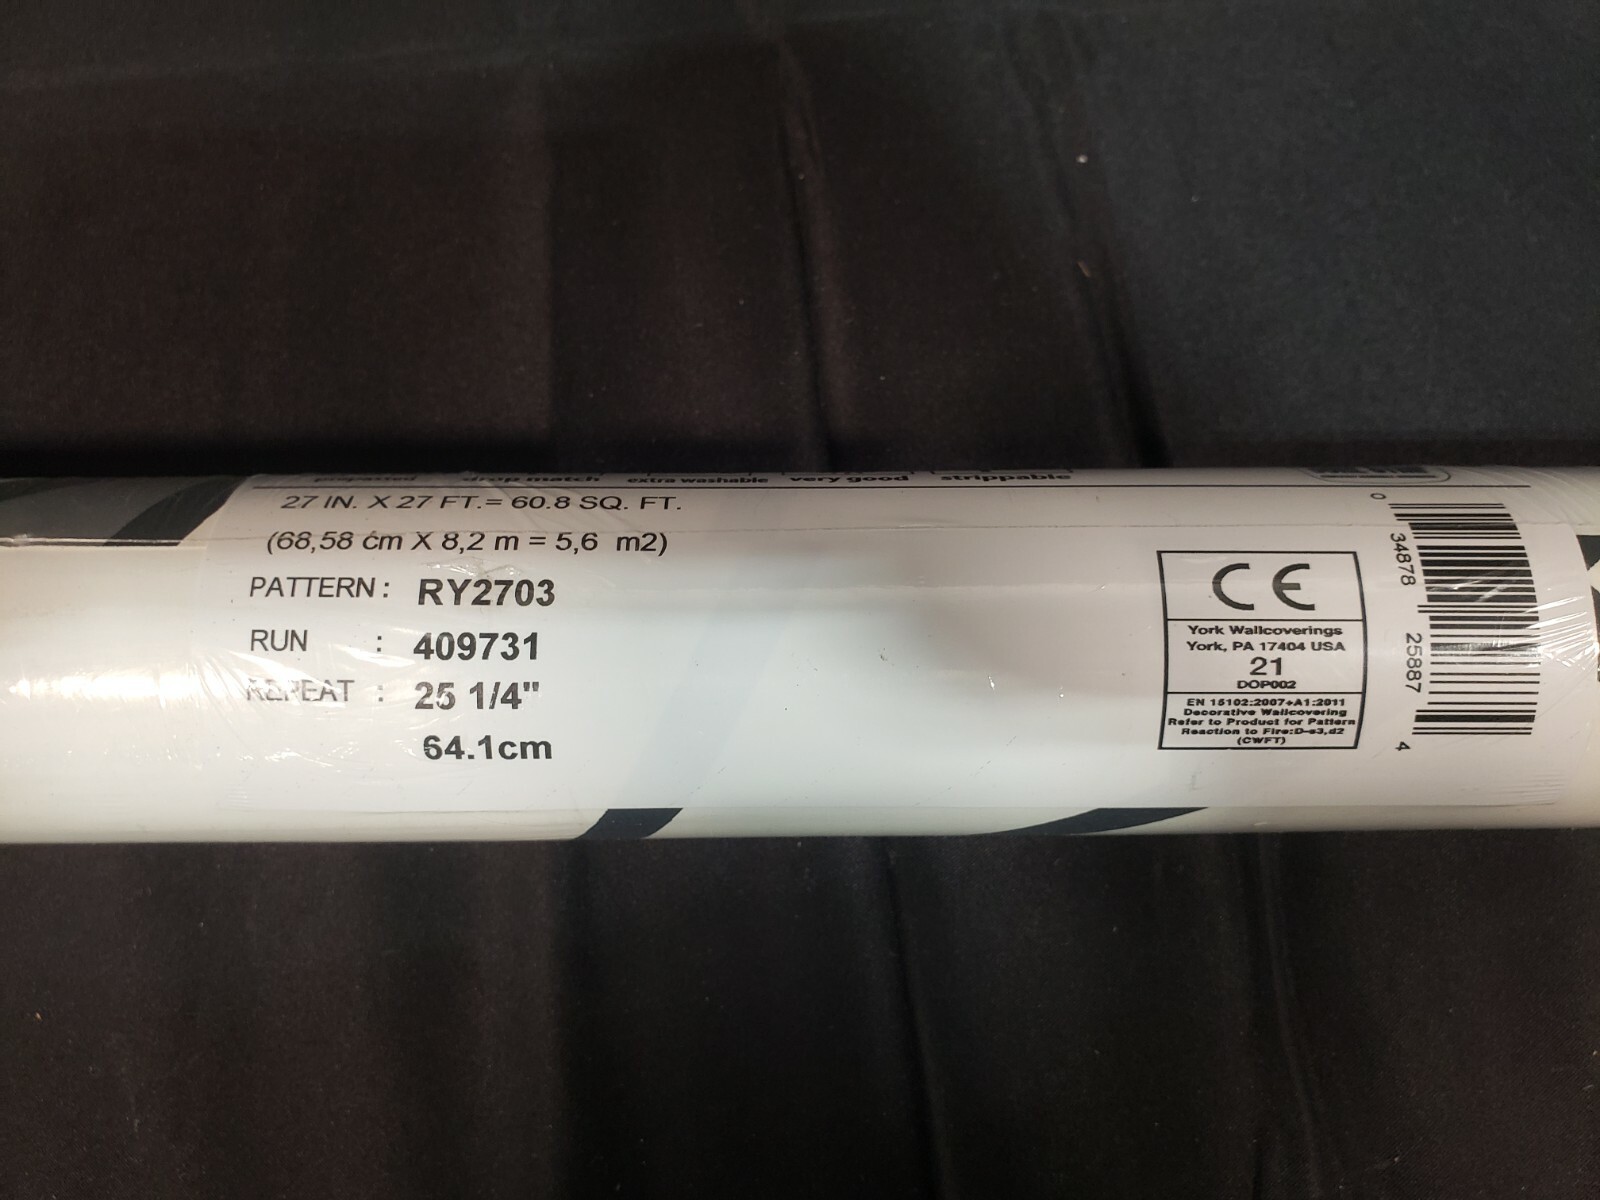 prepasted drop match extra washable very good strippable
27 IN. X 27 FT.= 60.8 SQ. FT.
(68,58 cm X 8,2 m = 5,6 m2)
PATTERN : RY2703
RUN : 409731
REPEAT : 25 1/4"
64.1cm
CE
York Wallcoverings
York, PA 17404 USA
21
DOP002
EN 15102:2007+A1:2011
Decorative Wallcovering
Refer to Product for Pattern
Reaction to Fire:D-s3,d2
(CWFT)
0 34878 25887 4